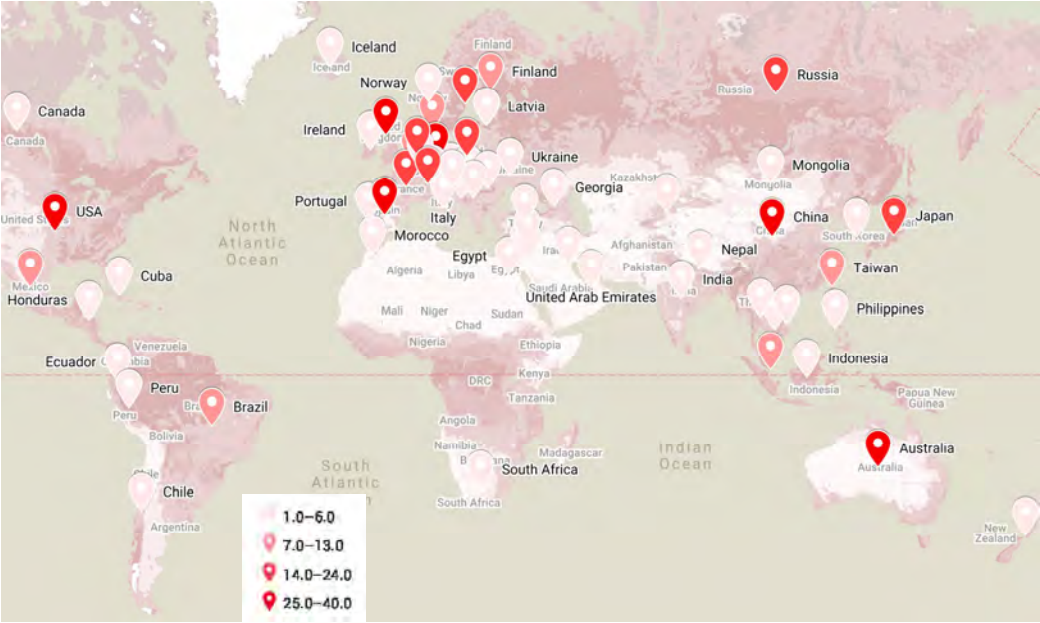 Iceland
Iceland
Finland
Finland
Norway
Russia
Russia
Canada
Canada
Latvia
Ireland
Ukraine
Mongolia
Mongolia
Georgia
Kazakhst
Portugal
USA
United S
Italy
China
China
Japan
South Korea
North
Atlantic
Ocean
Morocco
Afghanistan
Nepal
Egypt
Algeria
Libya
Pakistan
Taiwan
Cuba
Mexico
India
Honduras
Saudi Arabia
United Arab Emirates
Mali
Niger
Sudan
Chad
Philippines
Nigeria
Ethiopia
Venezuela
Ecuador
Indonesia
Indonesia
Kenya
DRC
Peru
Peru
Tanzania
Papua New
Guinea
Brazil
Angola
Bolivia
Namibia
Madagascar
Indian
Ocean
Australia
Australia
South
Atlantic
South Africa
South Africa
Chile
Chile
Argentina
New
Zealand
1.0–6.0
7.0–13.0
14.0–24.0
25.0–40.0